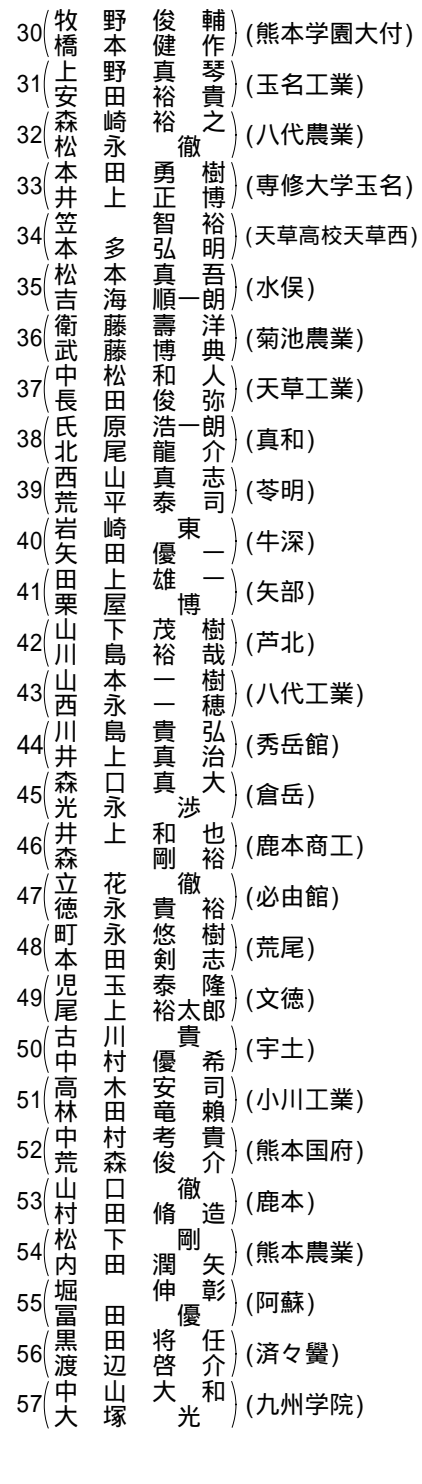 30(牧野俊輔
橋本健作)(熊本学園大付)
31(上野真琴
安田裕貴)(玉名工業)
32(森崎裕之
松永徹)(八代農業)
33(本田勇樹
井上正博)(専修大学玉名)
34(笠智裕
本多弘明)(天草高校天草西)
35(松本真吾
吉海順一朗)(水俣)
36(衛藤壽洋
武藤博典)(菊池農業)
37(中松和人
長田俊弥)(天草工業)
38(氏原浩一朗
北尾龍介)(真和)
39(西山真志
荒平泰司)(苓明)
40(岩崎東
矢田優一)(牛深)
41(田上雄一
栗屋博)(矢部)
42(山下茂樹
川島裕哉)(芦北)
43(山本一樹
西永一穂)(八代工業)
44(川島貴弘
井上真治)(秀岳館)
45(森口真大
光永渉)(倉岳)
46(井上和也
森剛裕)(鹿本商工)
47(立花徹
徳永貴裕)(必由館)
48(町永悠樹
本田剣志)(荒尾)
49(児玉泰隆
尾上裕太郎)(文徳)
50(古川貴
中村優希)(宇土)
51(高木安司
林田竜頼)(小川工業)
52(中村考貴
荒森俊介)(熊本国府)
53(山口徹
村田脩造)(鹿本)
54(松下剛
内田潤矢)(熊本農業)
55(堀伸彰
冨田優)(阿蘇)
56(黒田将任
渡辺啓介)(済々黌)
57(中山大和
大塚光)(九州学院)